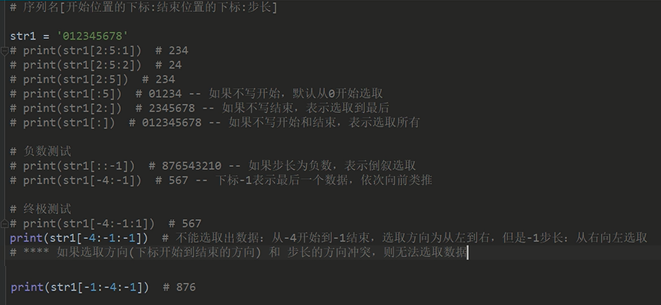 # 序列名[开始位置的下标:结束位置的下标:步长]
str1 = '012345678'
# print(str1[2:5:1])  # 234
# print(str1[2:5:2])  # 24
# print(str1[2:5])  # 234
# print(str1[:5])  # 01234 -- 如果不写开始，默认从0开始选取
# print(str1[2:])  # 2345678 -- 如果不写结束，表示选取到最后
# print(str1[:])  # 012345678 -- 如果不写开始和结束，表示选取所有
# 负数测试
# print(str1[::-1])  # 876543210 -- 如果步长为负数，表示倒叙选取
# print(str1[-4:-1])  # 567 -- 下标-1表示最后一个数据，依次向前类推
# 终极测试
# print(str1[-4:-1:1])  # 567
print(str1[-4:-1:-1])  # 不能选取出数据：从-4开始到-1结束，选取方向为从左到右，但是-1步长：从右向左选取
# **** 如果选取方向(下标开始到结束的方向) 和 步长的方向冲突，则无法选取数据
print(str1[-1:-4:-1])  # 876